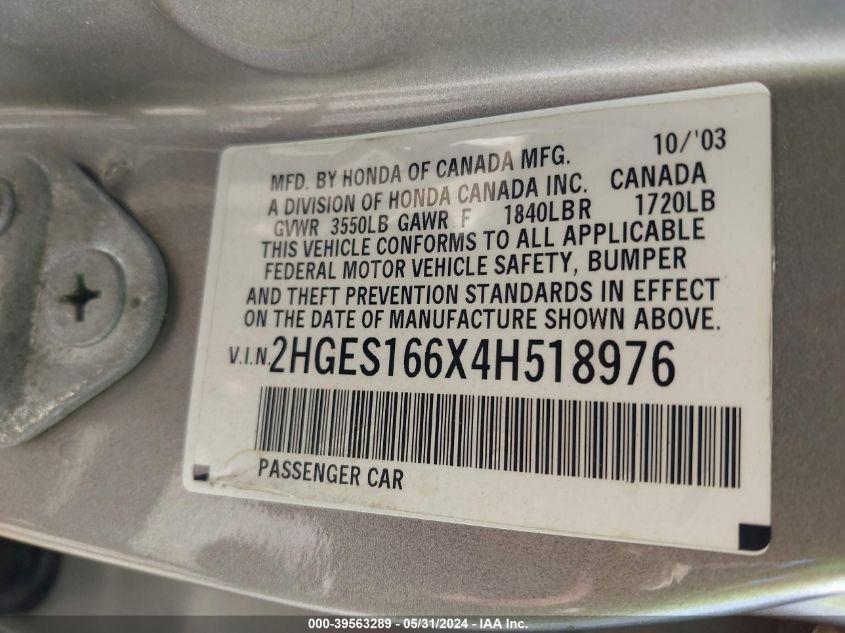 10/'03
MFD. BY HONDA OF CANADA MFG.
A DIVISION OF HONDA CANADA INC. CANADA
GVWR 3550LB GAWR F 1840LBR 1720LB
THIS VEHICLE CONFORMS TO ALL APPLICABLE
FEDERAL MOTOR VEHICLE SAFETY, BUMPER
AND THEFT PREVENTION STANDARDS IN EFFECT
ON THE DATE OF MANUFACTURE SHOWN ABOVE.
V.I.N. 2HGES166X4H518976
PASSENGER CAR
000-39563289 - 05/31/2024 - IAA Inc.